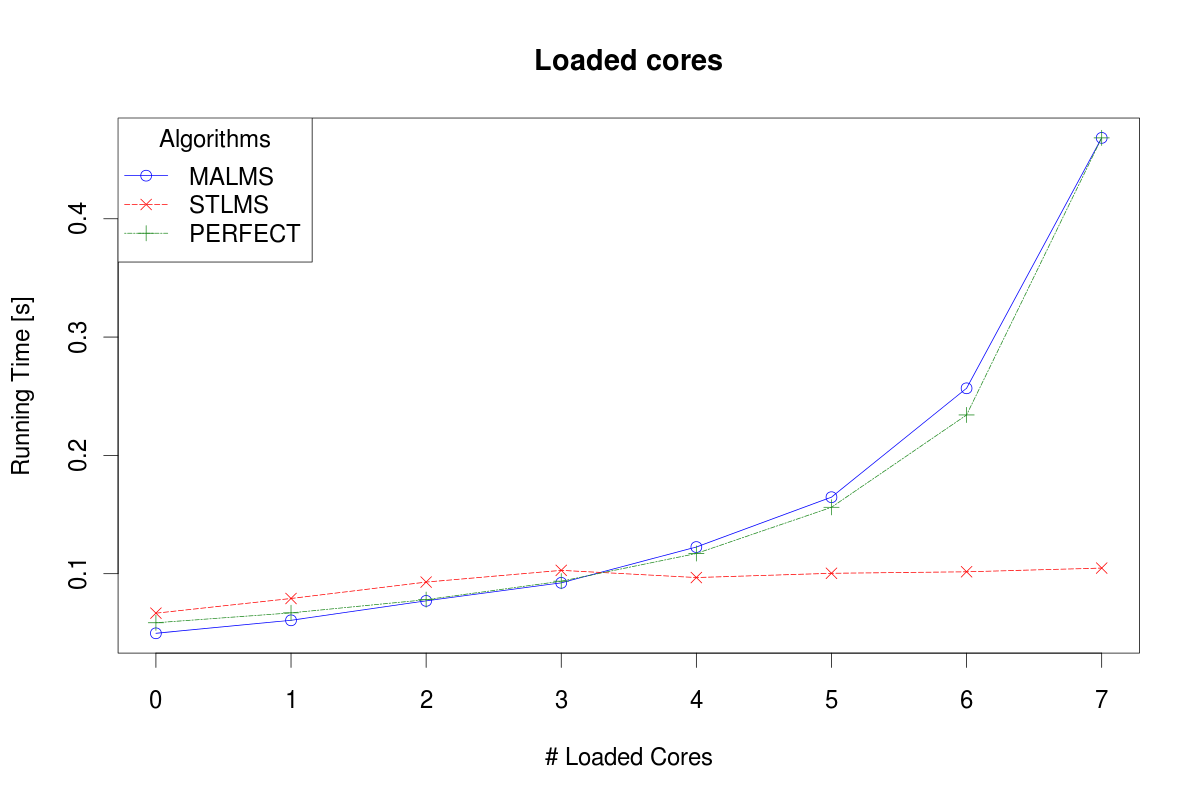 Loaded cores
Algorithms
MALMS
STLMS
PERFECT
Running Time [s]
0.4
0.3
0.2
0.1
0 1 2 3 4 5 6 7
# Loaded Cores